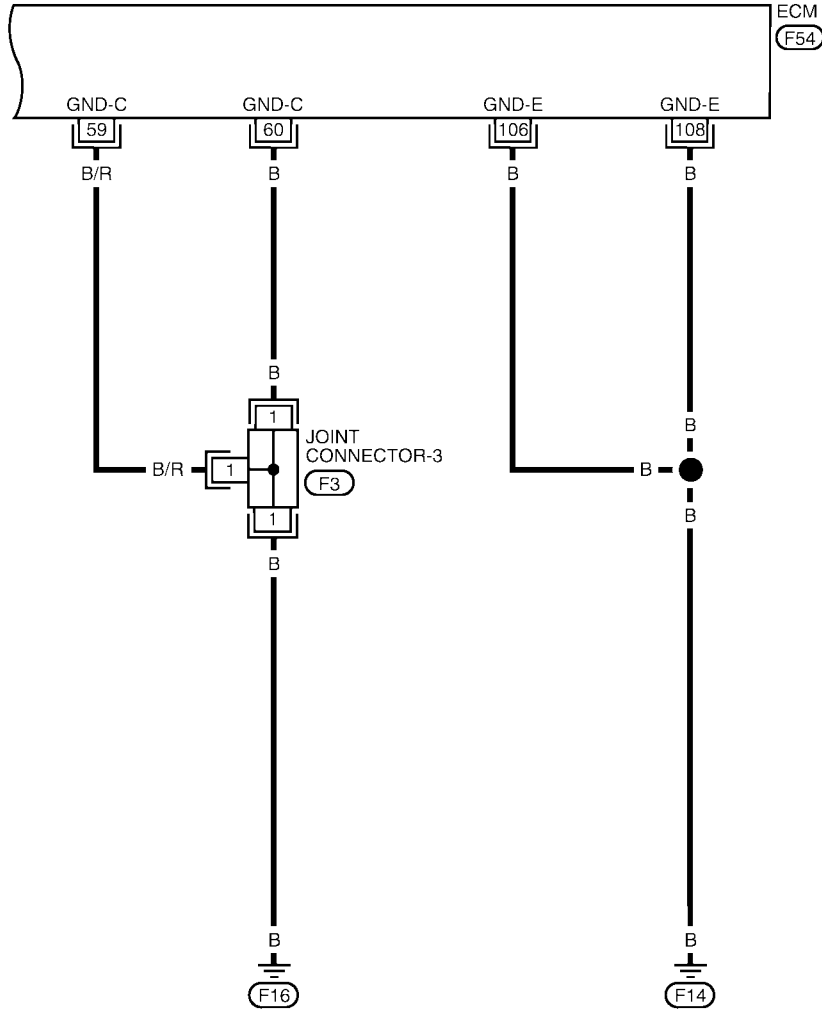 ECM
F54
GND-C GND-C GND-E GND-E
59 60 106 108
B/R B B B
B
1
JOINT
CONNECTOR-3
F3
B/R 1
B
B
1
B
B
B B
F16 F14